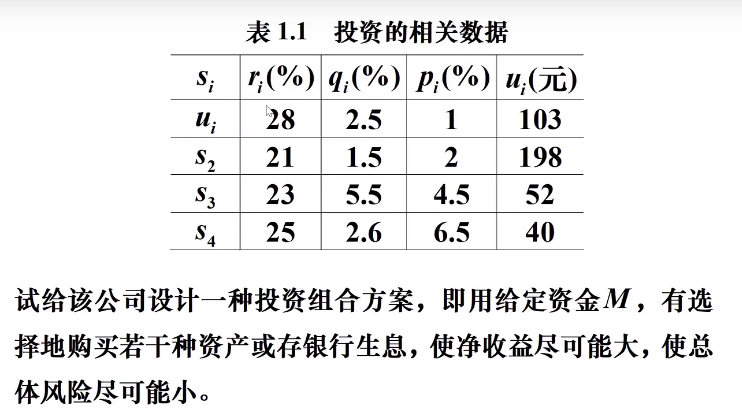 表 1.1 投资的相关数据
s_i r_i(%) q_i(%) p_i(%) u_i(元)
u_i 28 2.5 1 103
s_2 21 1.5 2 198
s_3 23 5.5 4.5 52
s_4 25 2.6 6.5 40
试给该公司设计一种投资组合方案，即用给定资金M，有选
择地购买若干种资产或存银行生息，使净收益尽可能大，使总
体风险尽可能小。